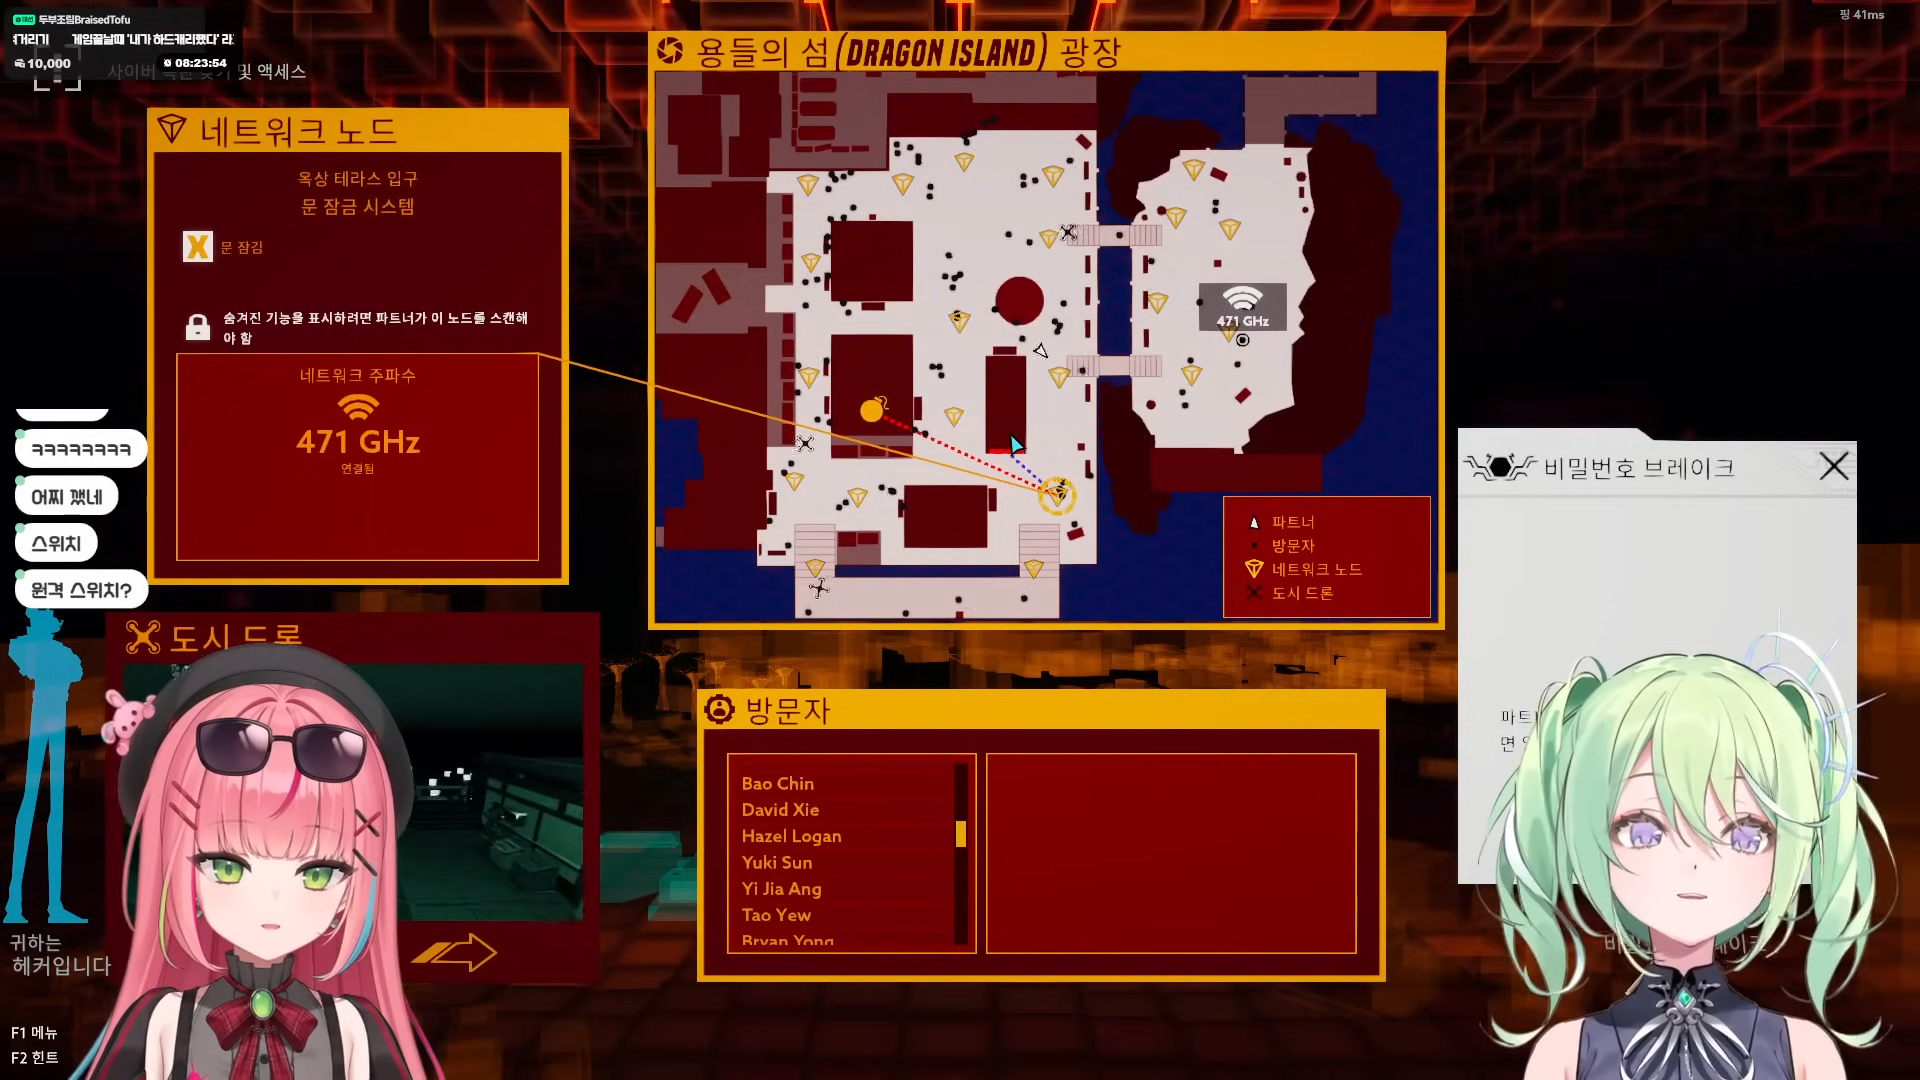 두부조림BraisedTofu
게임끝날때 '내가 하드캐리했다' 라
10,000
08:23:54
및 액세스
핑 41ms
네트워크 노드
옥상 테라스 입구
문 잠금 시스템
X 문 잠김
숨겨진 기능을 표시하려면 파트너가 이 노드를 스캔해
야 함
네트워크 주파수
471 GHz
연결됨
용들의 섬(DRAGON ISLAND) 광장
471 GHz
파트너
방문자
네트워크 노드
도시 드론
ㅋㅋㅋㅋㅋㅋㅋㅋ
어찌 깼네
스위치
원격 스위치?
도시 드론
귀하는
헤커입니다
F1 메뉴
F2 힌트
방문자
Bao Chin
David Xie
Hazel Logan
Yuki Sun
Yi Jia Ang
Tao Yew
Bryan Yong
비밀번호 브레이크